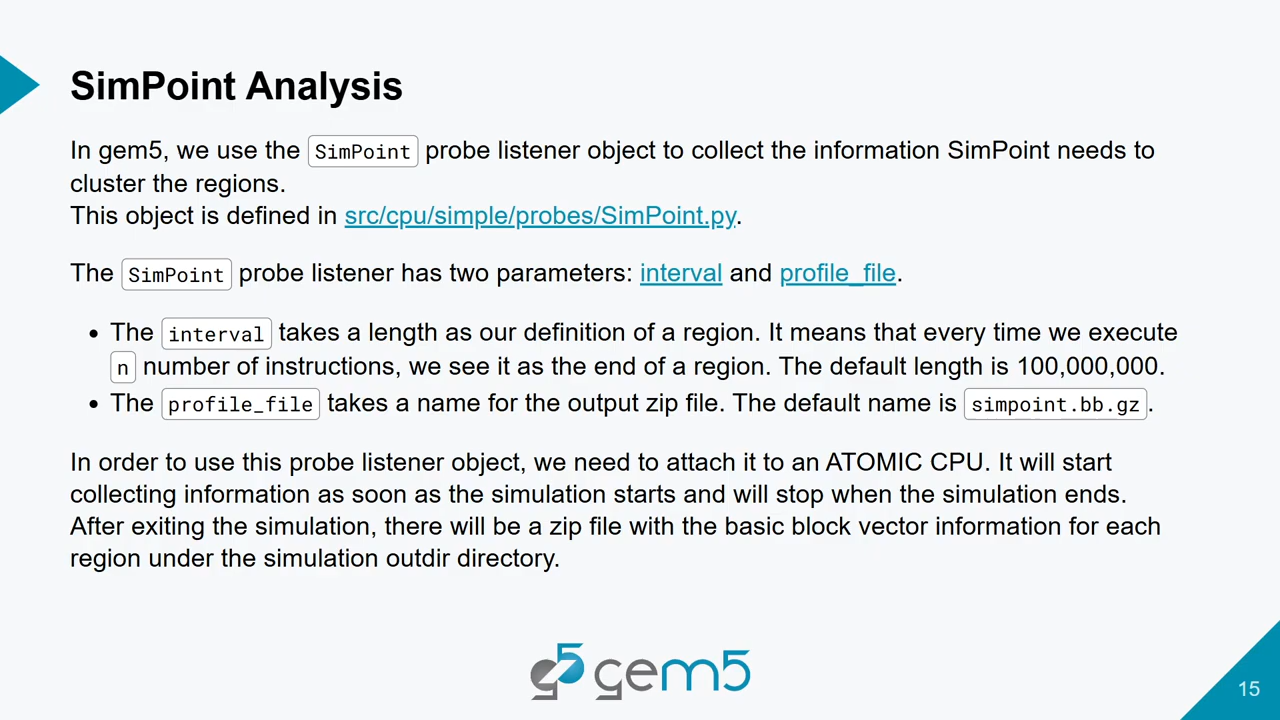 SimPoint Analysis
In gem5, we use the SimPoint probe listener object to collect the information SimPoint needs to
cluster the regions.
This object is defined in src/cpu/simple/probes/SimPoint.py.
The SimPoint probe listener has two parameters: interval and profile_file.
• The interval takes a length as our definition of a region. It means that every time we execute
n number of instructions, we see it as the end of a region. The default length is 100,000,000.
• The profile_file takes a name for the output zip file. The default name is simpoint.bb.gz.
In order to use this probe listener object, we need to attach it to an ATOMIC CPU. It will start
collecting information as soon as the simulation starts and will stop when the simulation ends.
After exiting the simulation, there will be a zip file with the basic block vector information for each
region under the simulation outdir directory.
g5 gem5
15